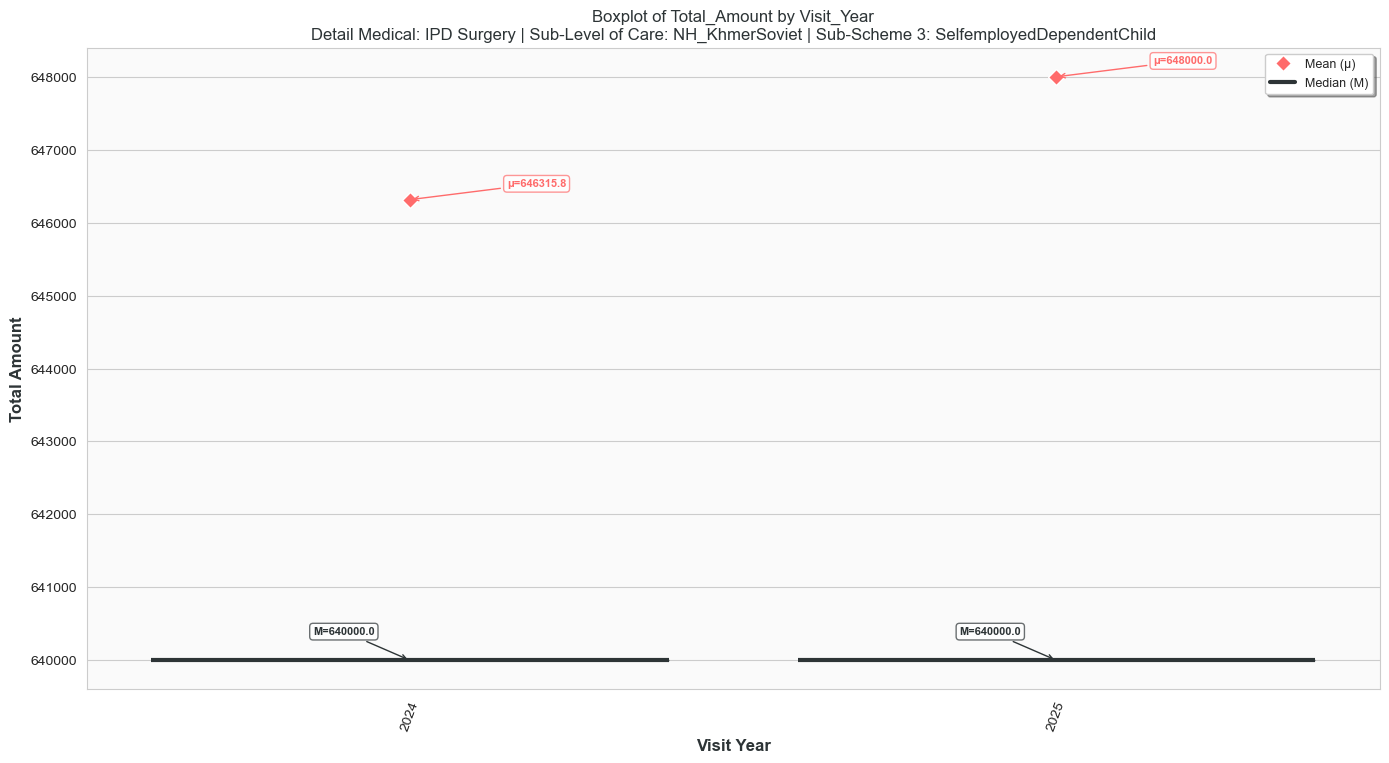 Boxplot of Total_Amount by Visit_Year
Detail Medical: IPD Surgery | Sub-Level of Care: NH_KhmerSoviet | Sub-Scheme 3: SelfemployedDependentChild
Mean (μ)
Median (M)
μ=648000.0
μ=646315.8
M=640000.0
M=640000.0
648000
647000
646000
645000
644000
643000
642000
641000
640000
Total Amount
2024
2025
Visit Year